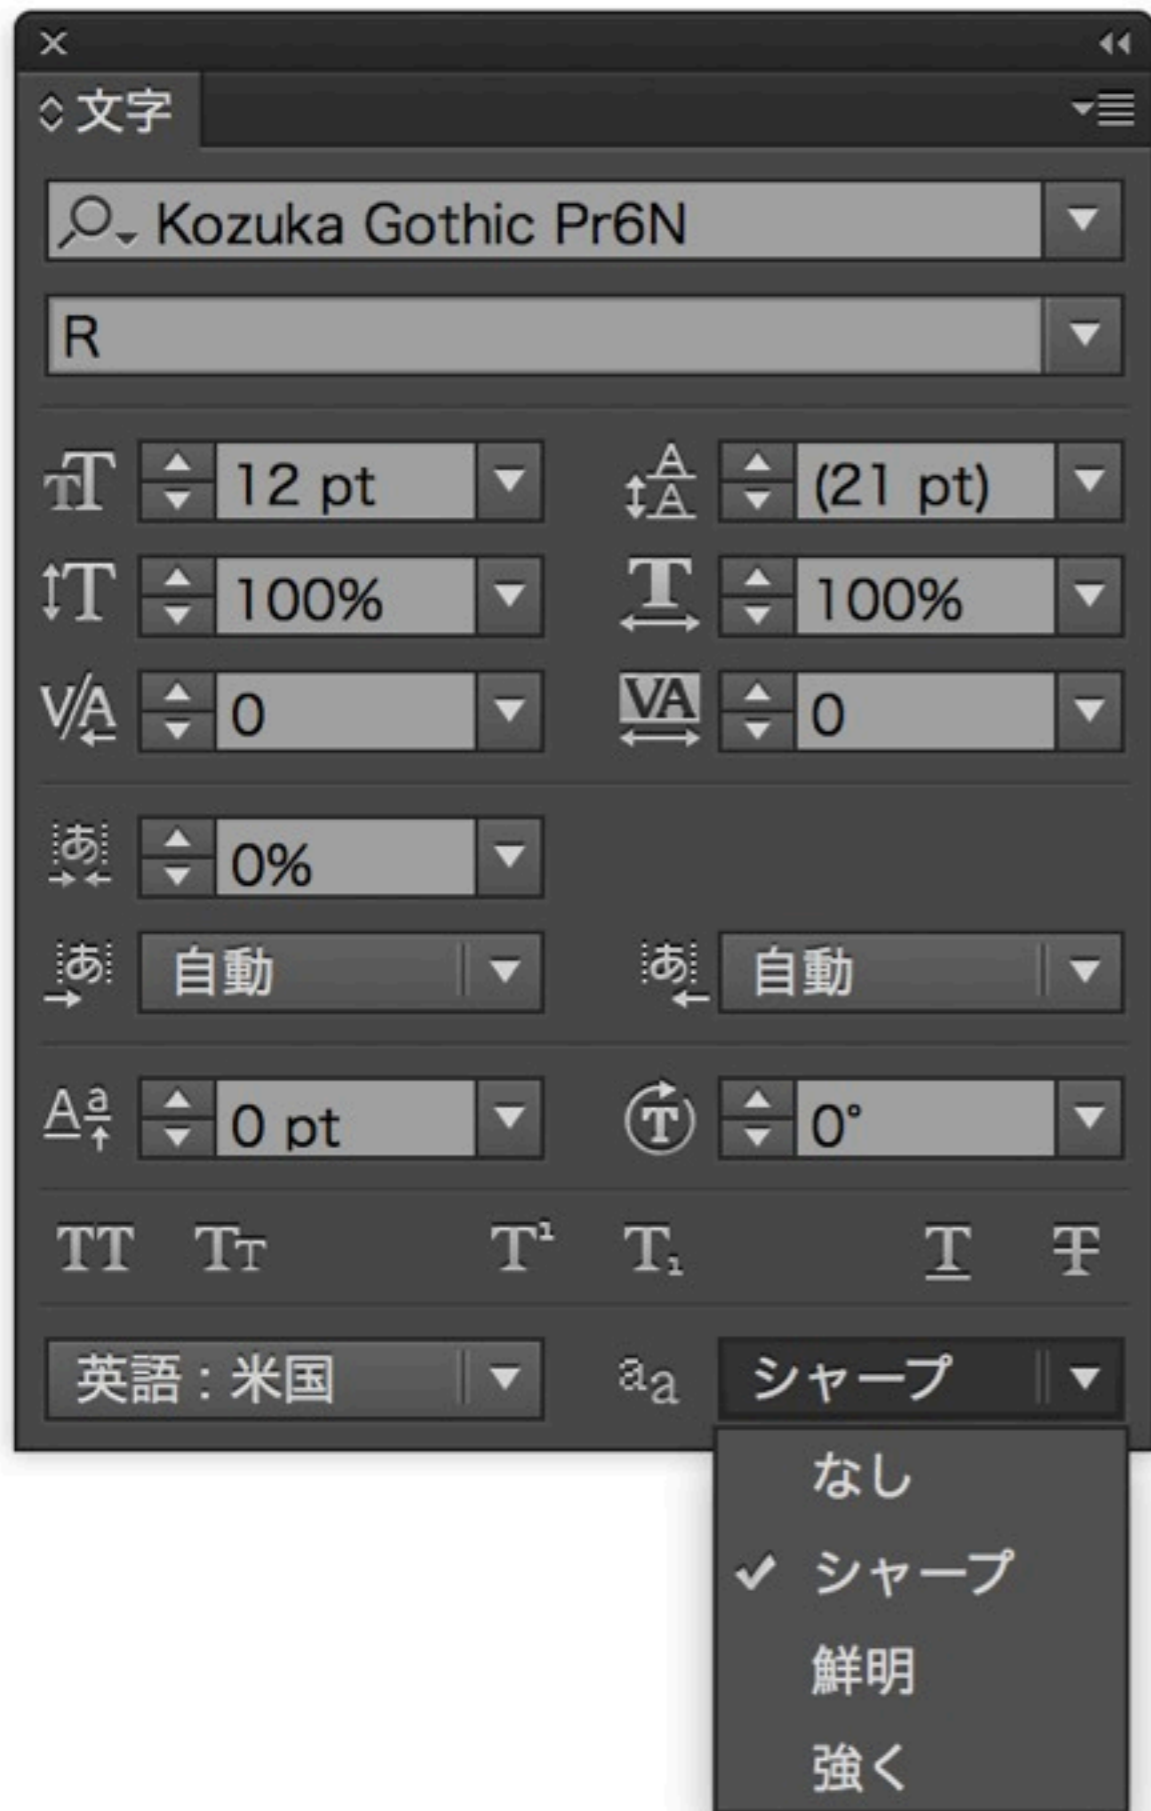 文字
Kozuka Gothic Pr6N
R
12 pt (21 pt)
100% 100%
0 0
0%
自動 自動
0 pt 0°
英語 : 米国 シャープ
なし
シャープ
鮮明
強く